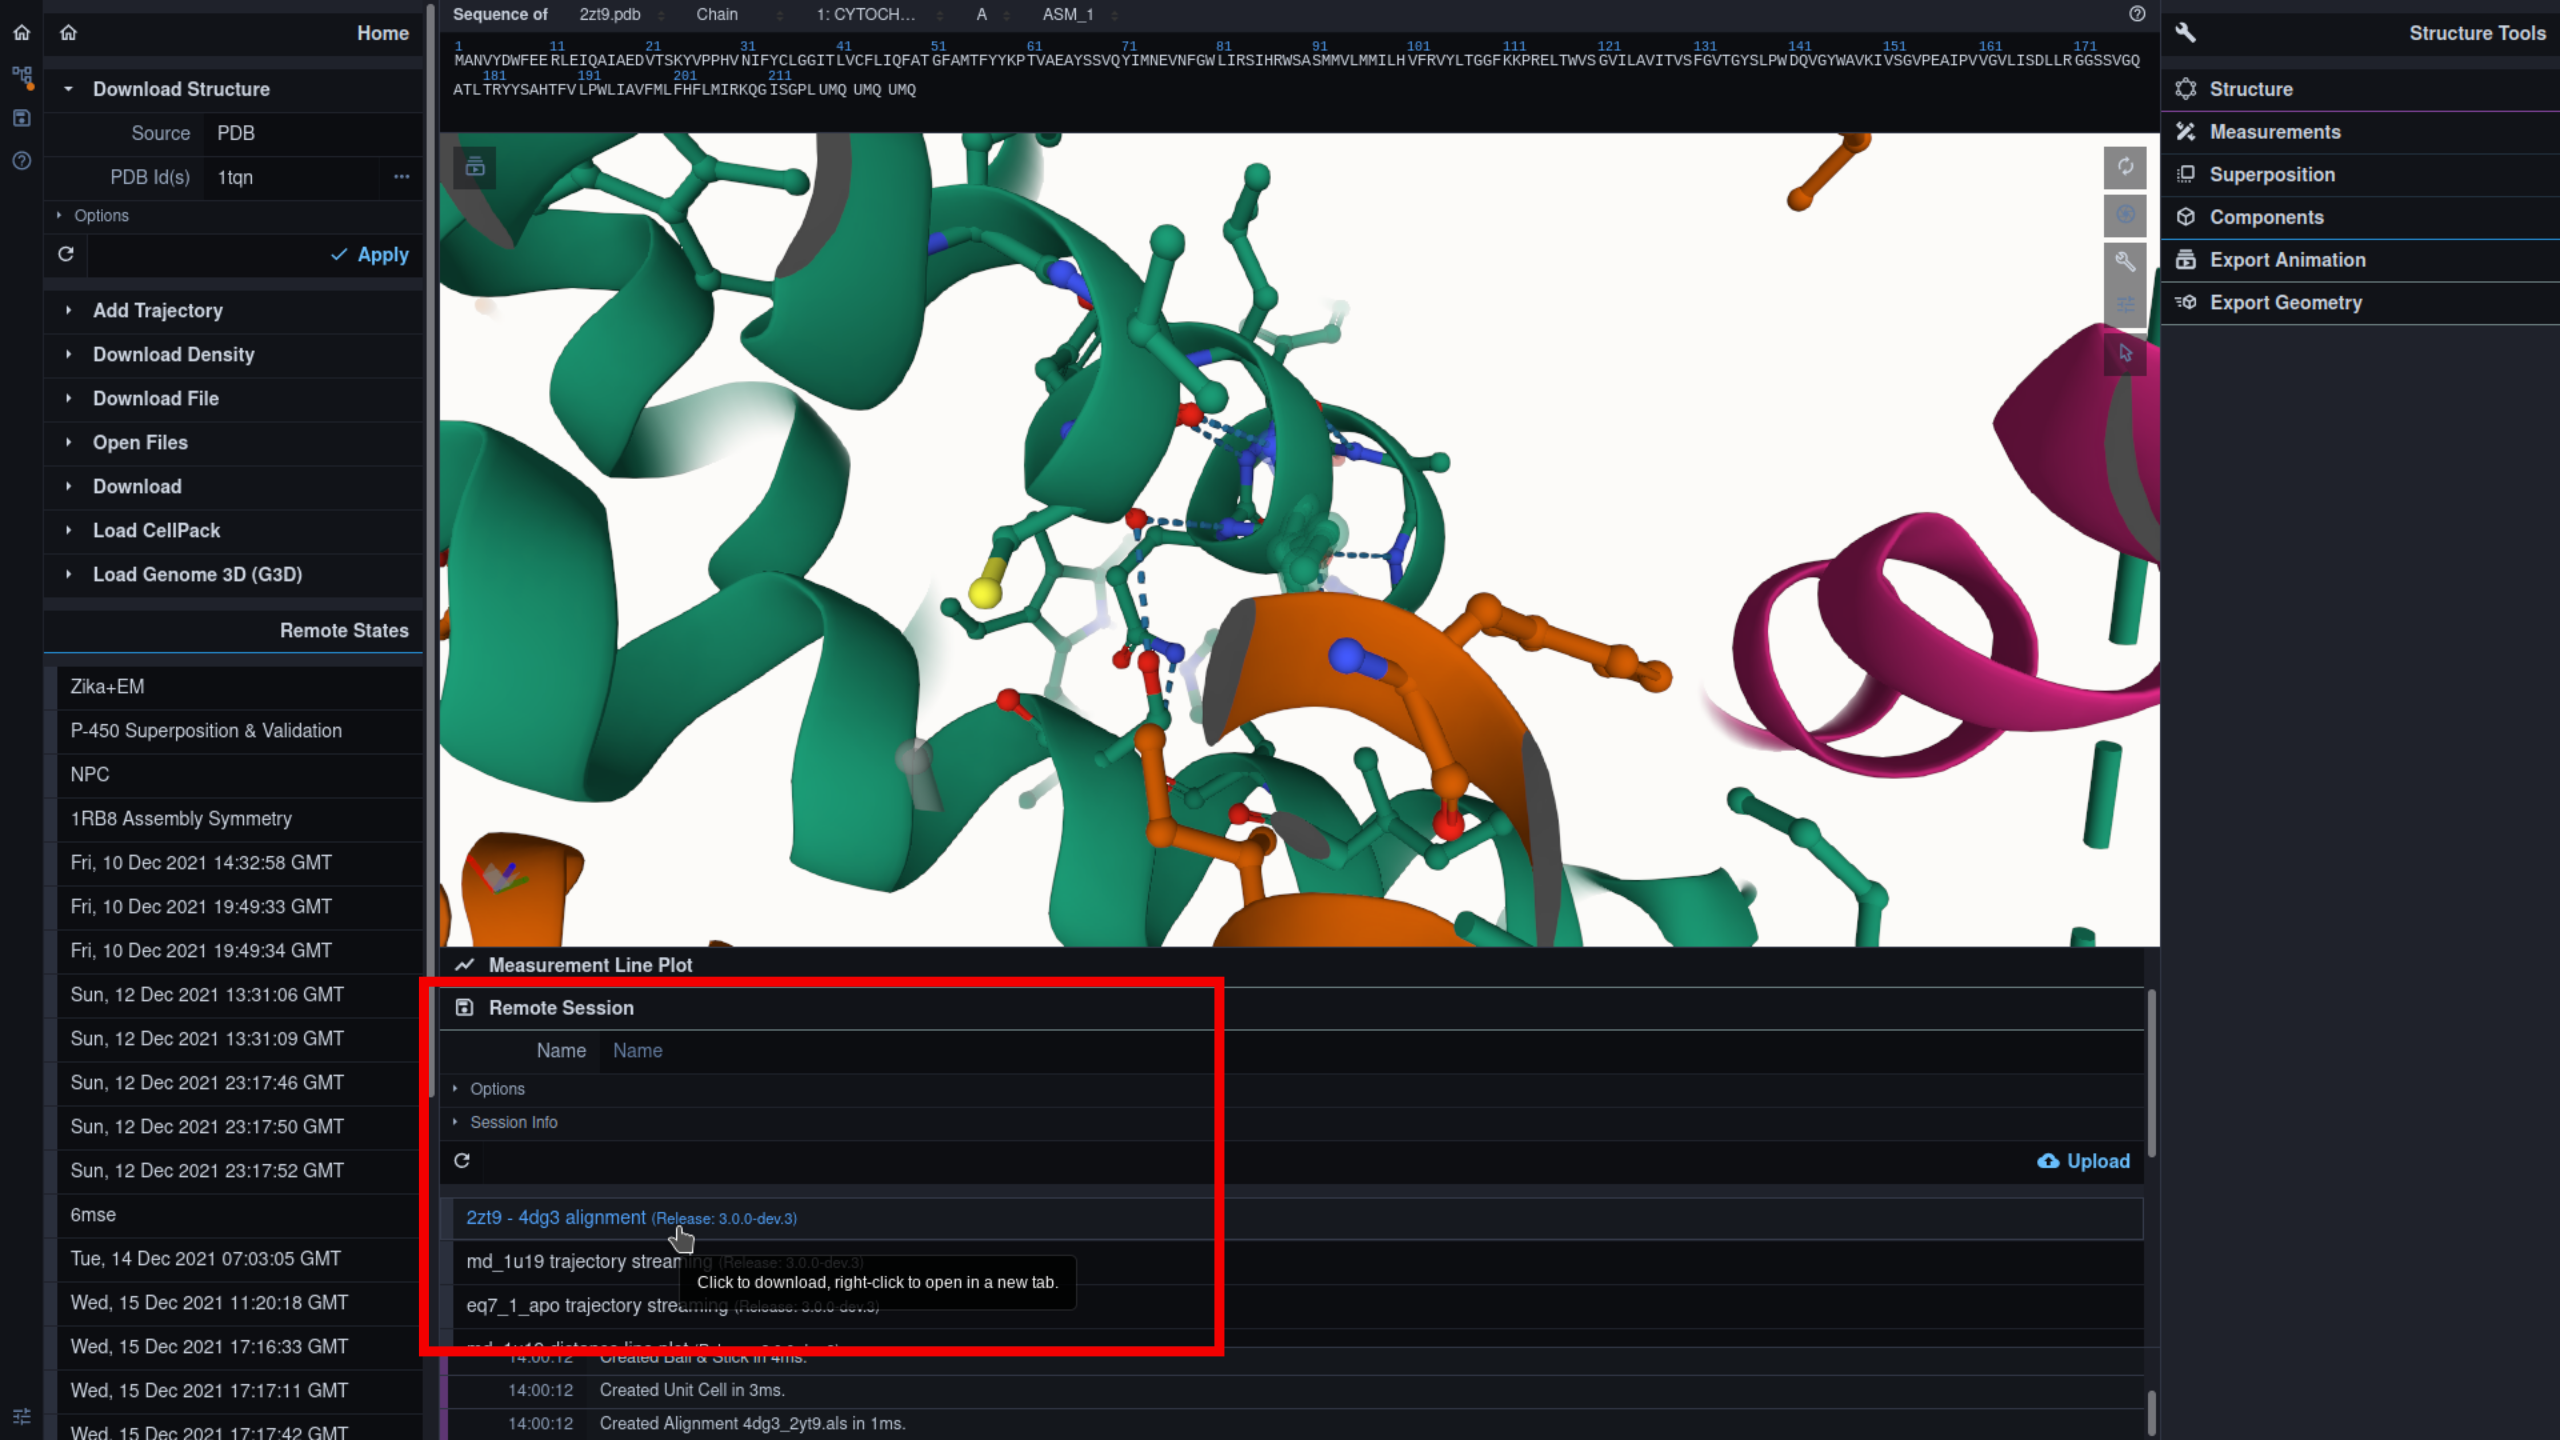 Home
Download Structure
Source PDB
PDB Id(s) 1tqn
Options
Apply
Add Trajectory
Download Density
Download File
Open Files
Download
Load CellPack
Load Genome 3D (G3D)
Remote States
Zika+EM
P-450 Superposition & Validation
NPC
1RB8 Assembly Symmetry
Fri, 10 Dec 2021 14:32:58 GMT
Fri, 10 Dec 2021 19:49:33 GMT
Fri, 10 Dec 2021 19:49:34 GMT
Sun, 12 Dec 2021 13:31:06 GMT
Sun, 12 Dec 2021 13:31:09 GMT
Sun, 12 Dec 2021 23:17:46 GMT
Sun, 12 Dec 2021 23:17:50 GMT
Sun, 12 Dec 2021 23:17:52 GMT
6mse
Tue, 14 Dec 2021 07:03:05 GMT
Wed, 15 Dec 2021 11:20:18 GMT
Wed, 15 Dec 2021 17:16:33 GMT
Wed, 15 Dec 2021 17:17:11 GMT
Wed, 15 Dec 2021 17:17:42 GMT
Sequence of 2zt9.pdb Chain 1: CYTOCH... A ASM_1
1 11 21 31 41 51 61 71 81 91 101 111 121 131 141 151 161 171
MANVYDWFEE RLEIQAIAEDVTSKYVPPHV NIFYCLGGITLVCFLIQFAT GFAMTFYYKPTVAEAYSSVQYIMNEVNFGWLIRSIHRWSASMMVLMMILHVFRVYLTGGFKKPRELTWVSGVILAVITVSFGVTGYSLPWDQVGYWAVKIVSGVPEAIPVVGVLISDLLRGGSSVGQ
181 191 201 211
ATLTRYYSAHTFVLPWLIAVFMLFHFLMIRKQGISGPLUMQ UMQ UMQ
Measurement Line Plot
Remote Session
Name Name
Options
Session Info
Upload
2zt9 - 4dg3 alignment (Release: 3.0.0-dev.3)
md_1u19 trajectory streaming (Release: 3.0.0-dev.3)
Click to download, right-click to open in a new tab.
eq7_1_apo trajectory streaming (Release: 3.0.0-dev.3)
14:00:12 Created Ball & Stick in 4ms.
14:00:12 Created Unit Cell in 3ms.
14:00:12 Created Alignment 4dg3_2yt9.als in 1ms.
Structure Tools
Structure
Measurements
Superposition
Components
Export Animation
Export Geometry